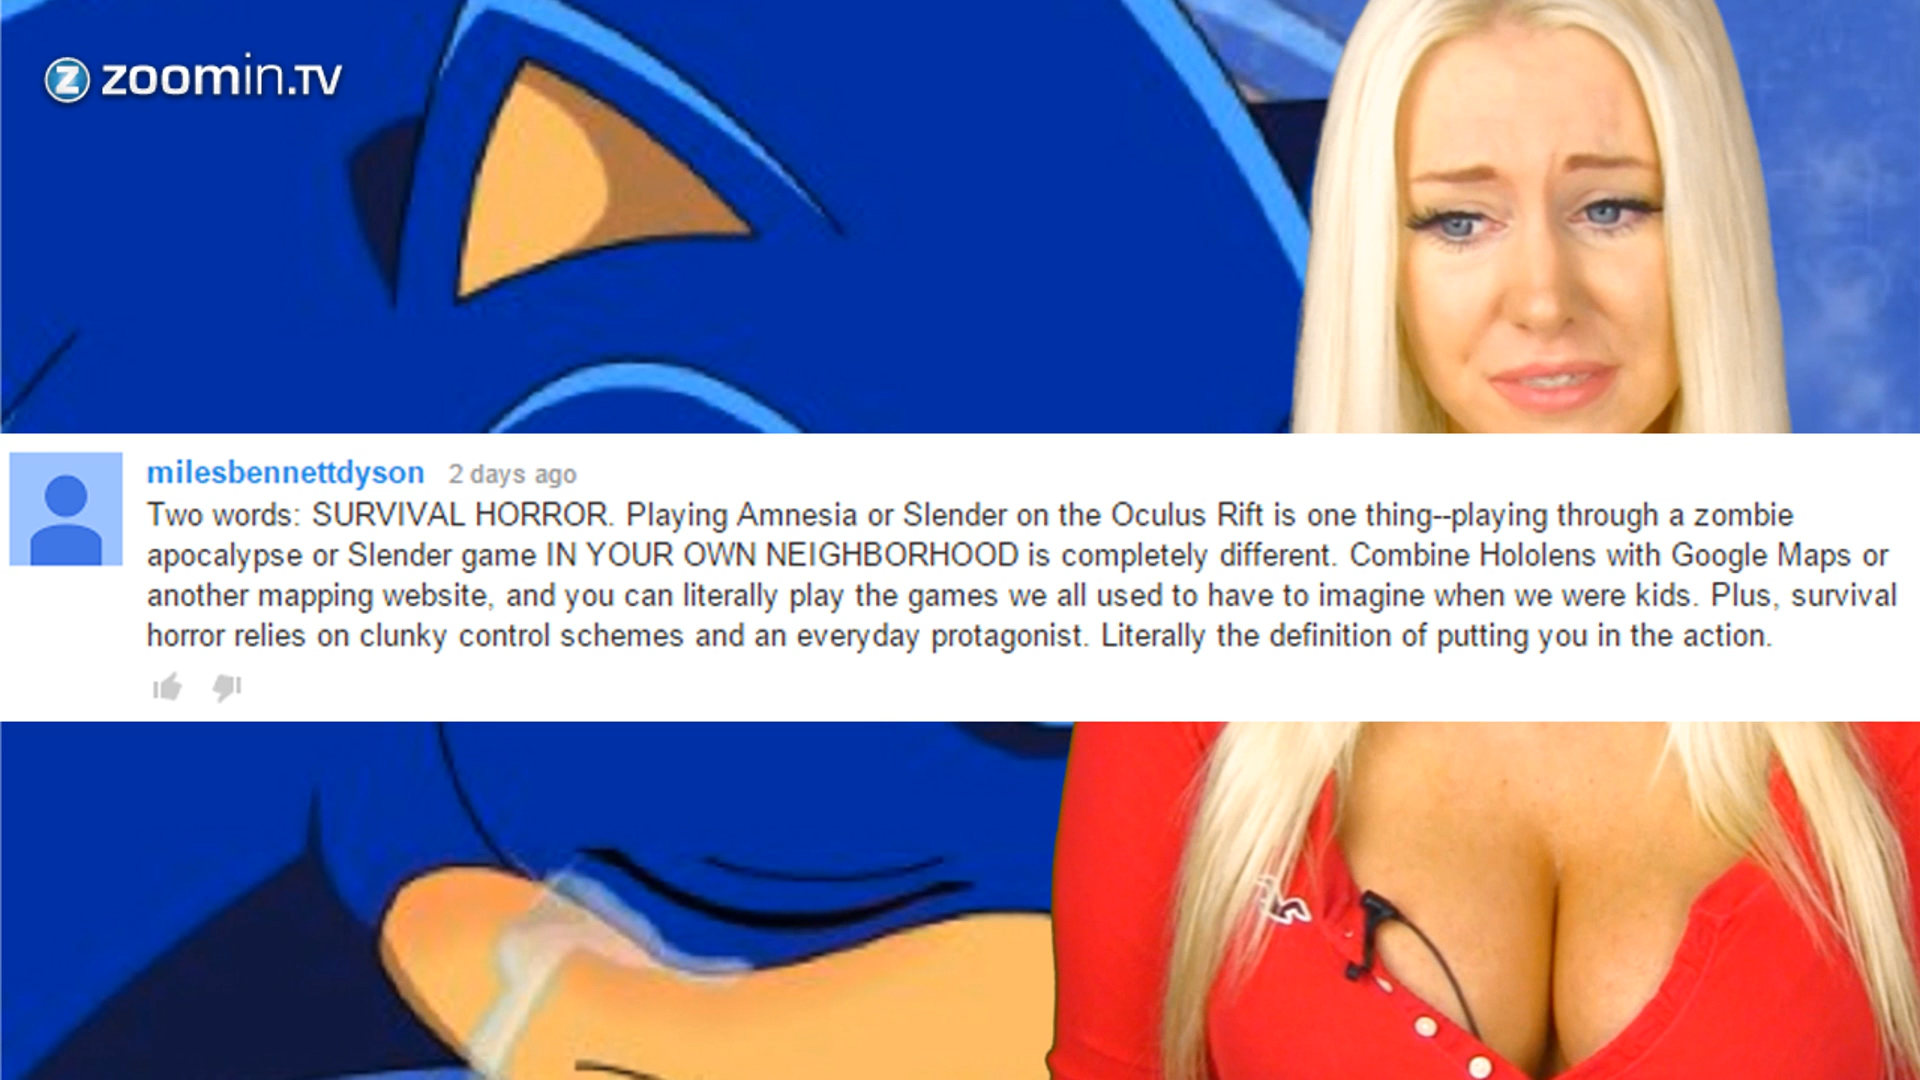 zoomin.TV
milesbennettdyson 2 days ago
Two words: SURVIVAL HORROR. Playing Amnesia or Slender on the Oculus Rift is one thing--playing through a zombie
apocalypse or Slender game IN YOUR OWN NEIGHBORHOOD is completely different. Combine Hololens with Google Maps or
another mapping website, and you can literally play the games we all used to have to imagine when we were kids. Plus, survival
horror relies on clunky control schemes and an everyday protagonist. Literally the definition of putting you in the action.